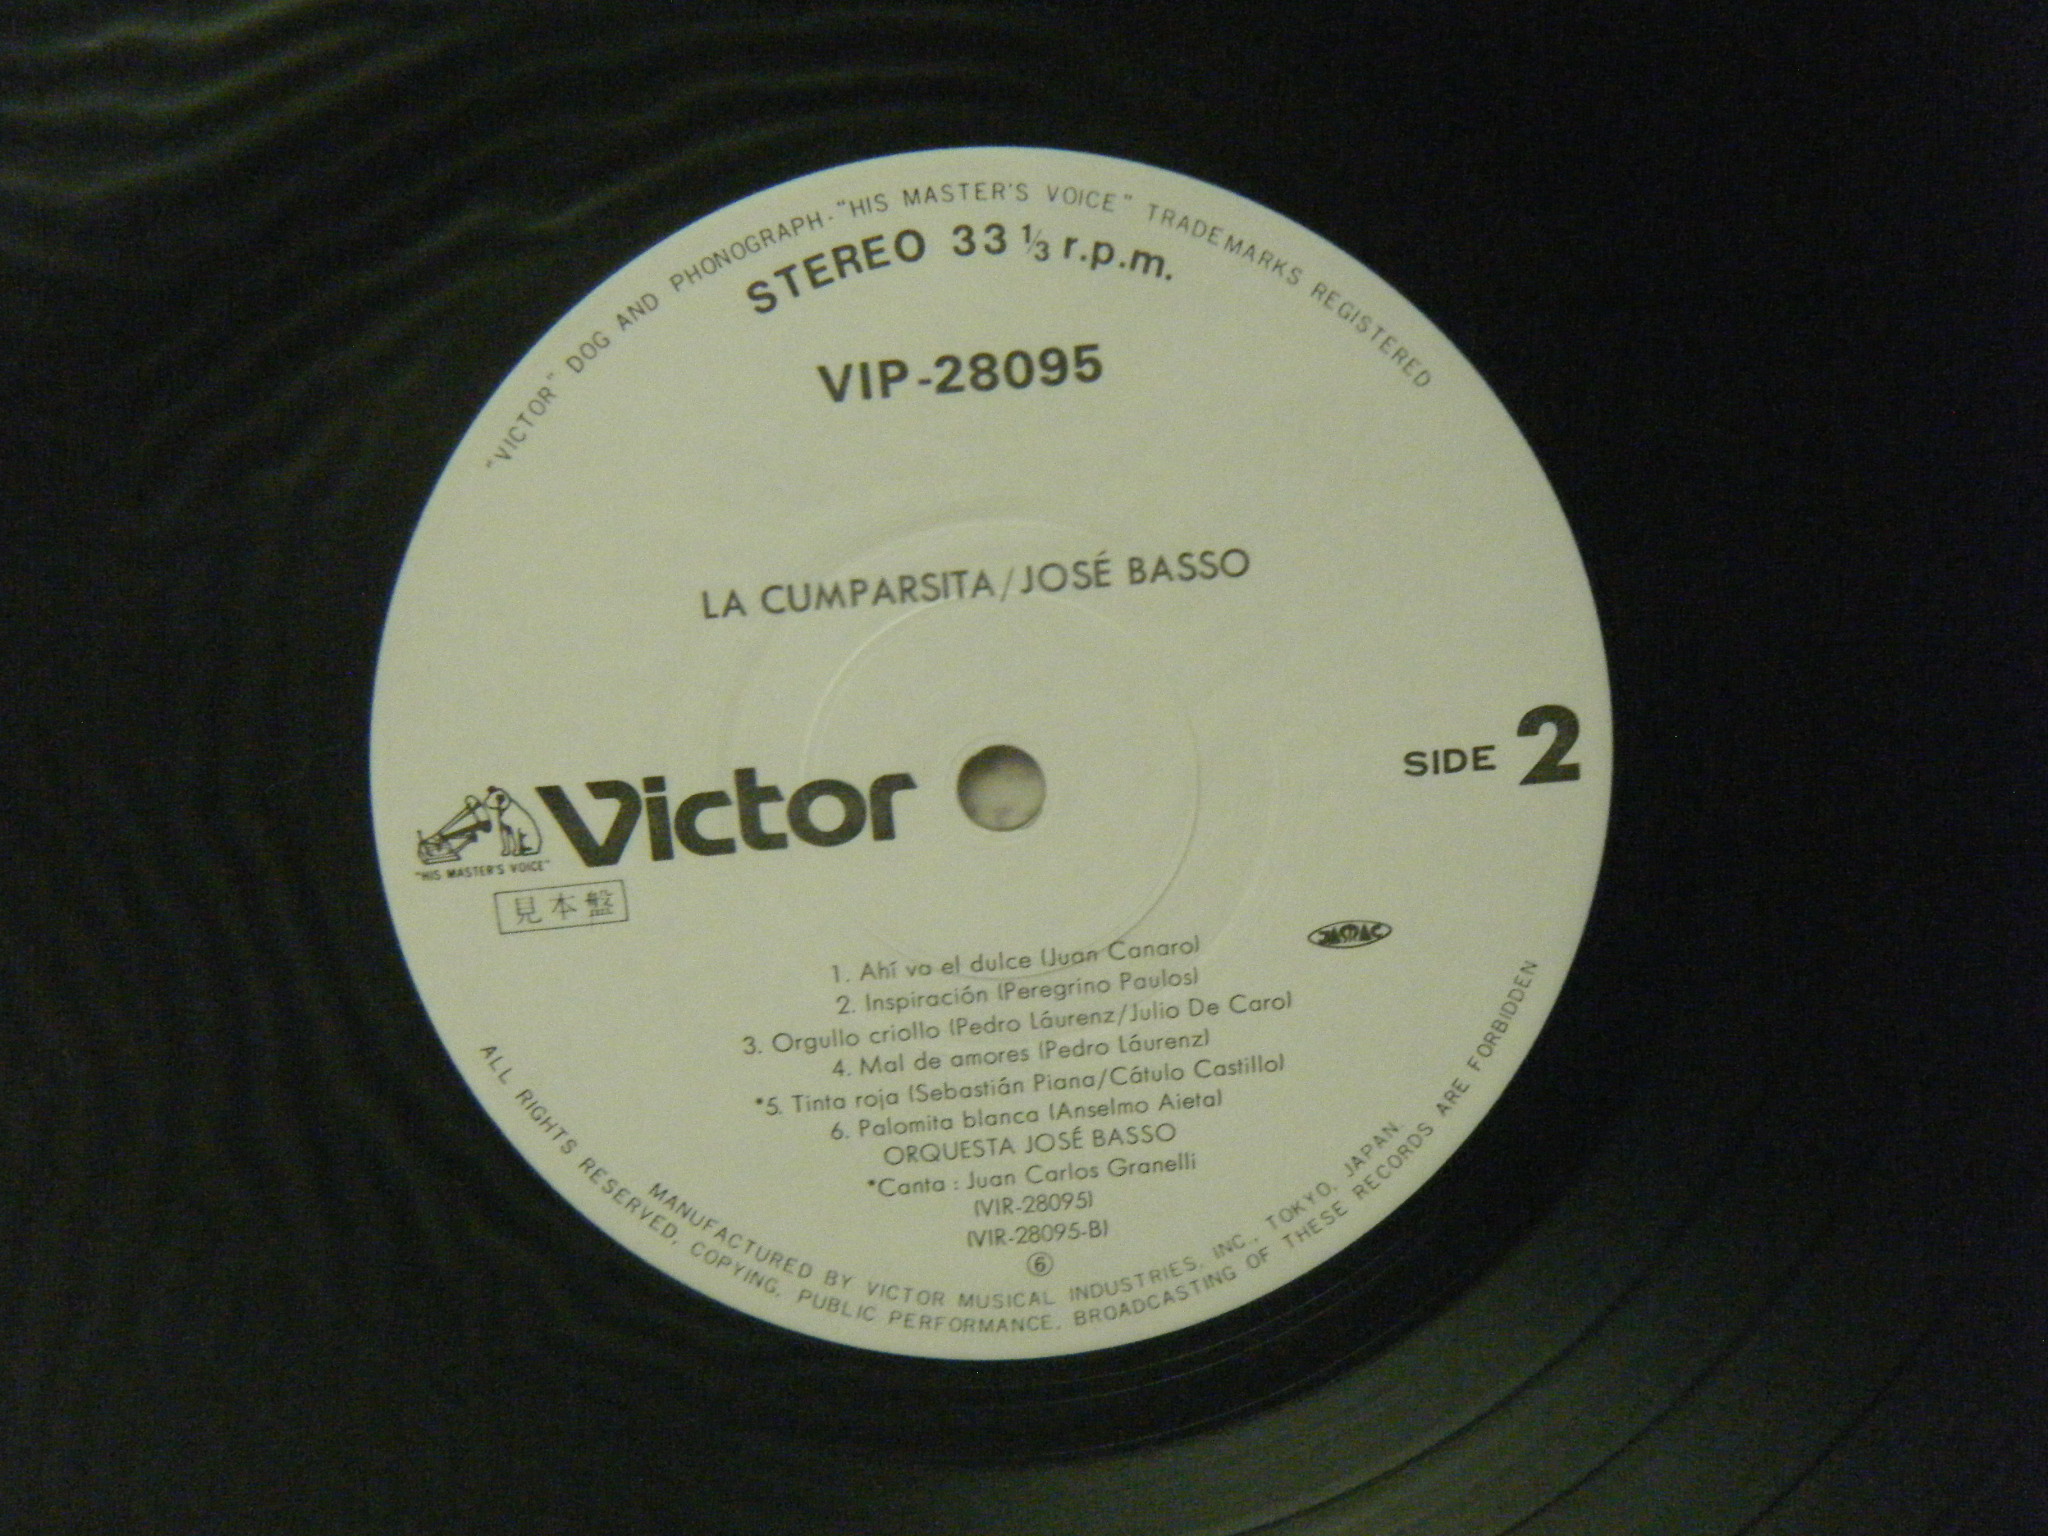 "VICTOR" DOG AND PHONOGRAPH-"HIS MASTER'S VOICE" TRADEMARKS REGISTERED
STEREO 33 1/3 r.p.m.
VIP-28095
LA CUMPARSITA/JOSÉ BASSO
SIDE 2
Victor
"HIS MASTER'S VOICE"
見本盤
JASRAC
1. Ahí va el dulce (Juan Canaro)
2. Inspiración (Peregrino Paulos)
3. Orgullo criollo (Pedro Láurenz/Julio De Caro)
4. Mal de amores (Pedro Láurenz)
*5. Tinta roja (Sebastián Piana/Cátulo Castillo)
6. Palomita blanca (Anselmo Aieta)
ORQUESTA JOSÉ BASSO
*Canta : Juan Carlos Granelli
(VIR-28095)
(VIR-28095-B)
⑥
MANUFACTURED BY VICTOR MUSICAL INDUSTRIES, INC., TOKYO, JAPAN
ALL RIGHTS RESERVED, COPYING, PUBLIC PERFORMANCE, BROADCASTING OF THESE RECORDS ARE FORBIDDEN